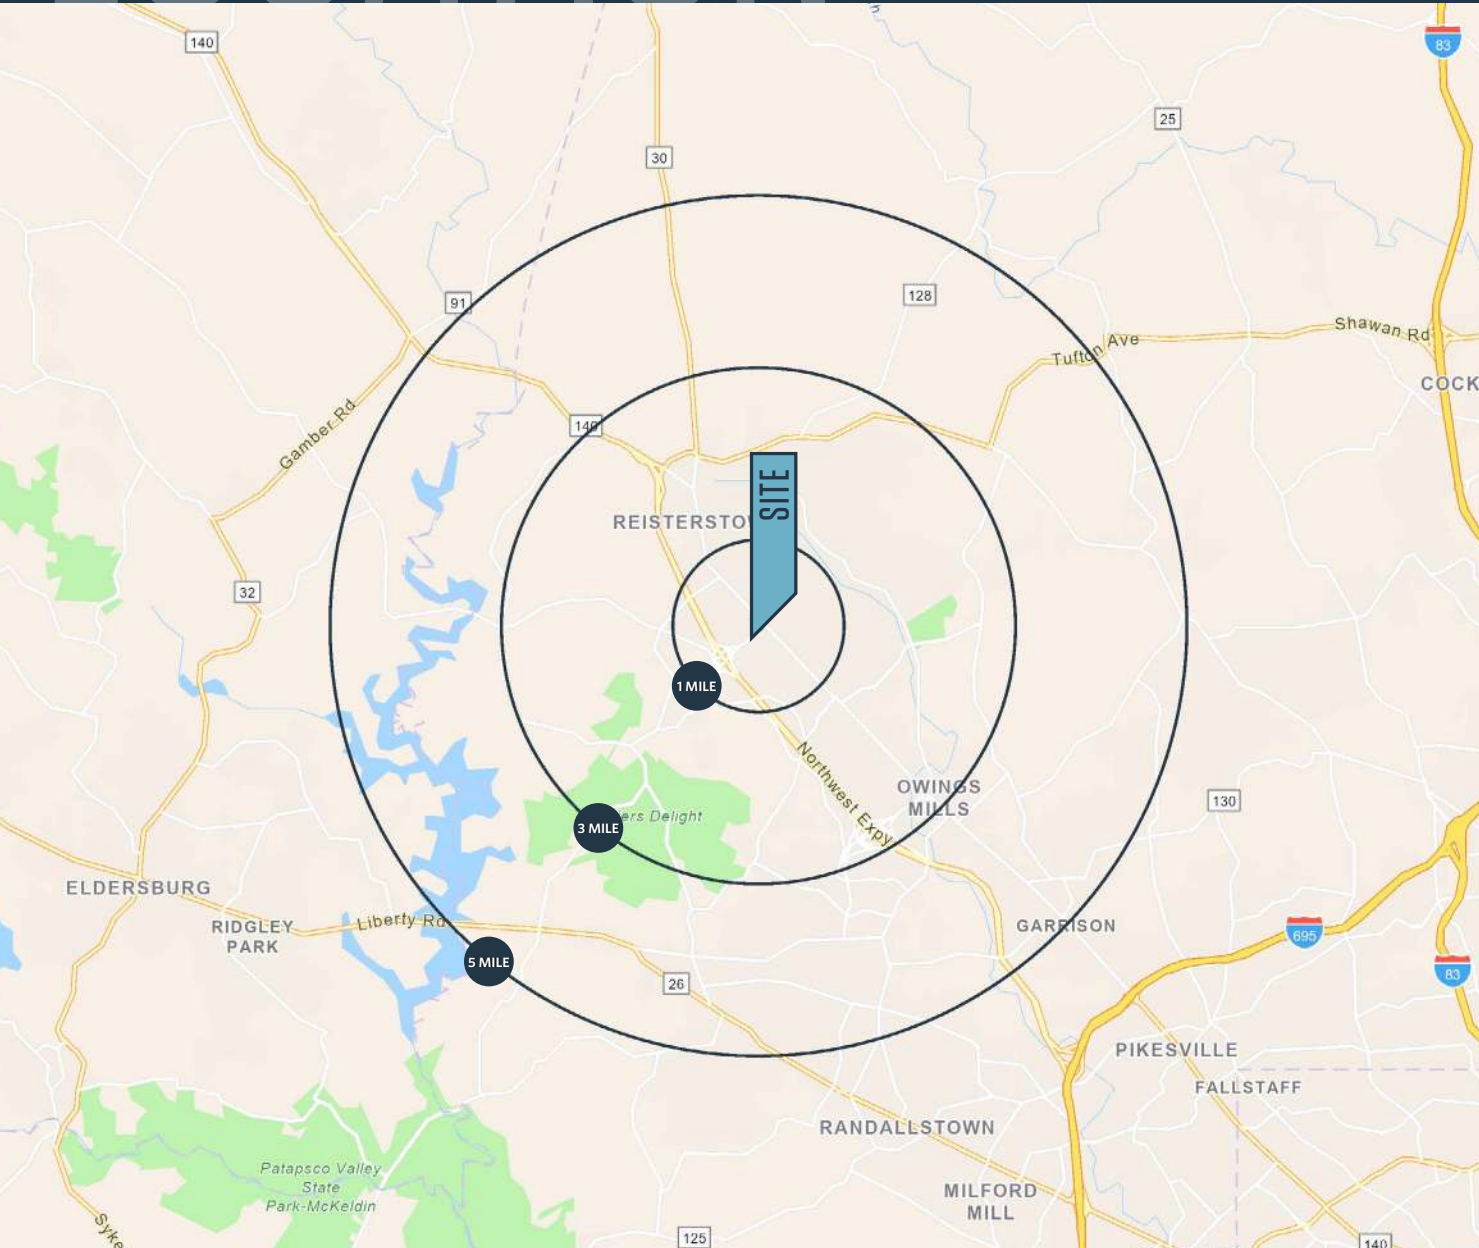 140
83
25
30
91
128
Shawan Rd
Tufton Ave
COCK
Gamber Rd
140
SITE
REISTERSTO
32
1 MILE
Northwest Expy
OWINGS
MILLS
130
3 MILE
ers Delight
ELDERSBURG
RIDGLEY
PARK
Liberty Rd
GARRISON
695
5 MILE
83
26
PIKESVILLE
FALLSTAFF
RANDALLSTOWN
Patapsco Valley
State
Park-McKeldin
MILFORD
MILL
Syke
125
140